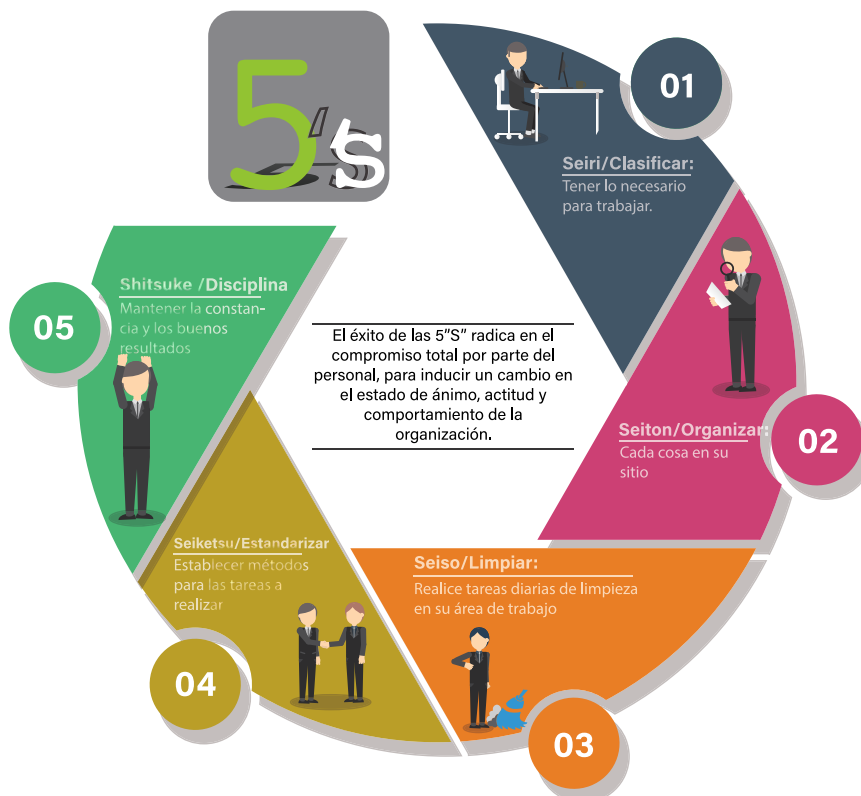 5's
01
Seiri/Clasificar:
Tener lo necesario
para trabajar.
02
Seiton/Organizar:
Cada cosa en su
sitio
Seiso/Limpiar:
Realice tareas diarias de limpieza
en su área de trabajo
03
Seiketsu/Estandarizar
Establecer métodos
para las tareas a
realizar
04
Shitsuke /Disciplina
Mantener la constan-
cia y los buenos
resultados
05
El éxito de las 5"S" radica en el
compromiso total por parte del
personal, para inducir un cambio en
el estado de ánimo, actitud y
comportamiento de la
organización.